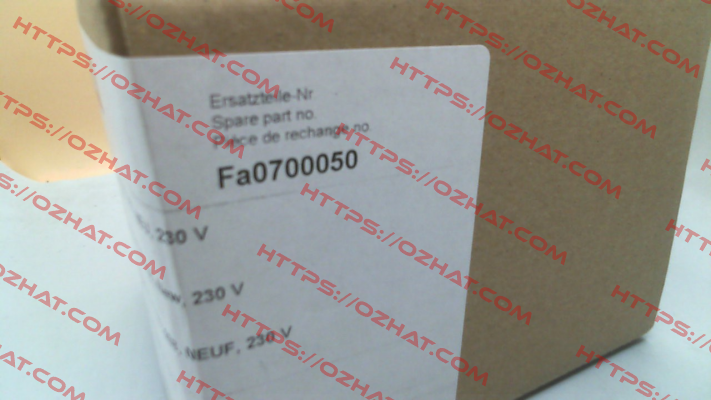 Ersatzteile-Nr
Spare part no.
Pièce de rechange no
Fa0700050
230 V
230 V
NEUF, 230 V
HTTPS://OZHAT.COM